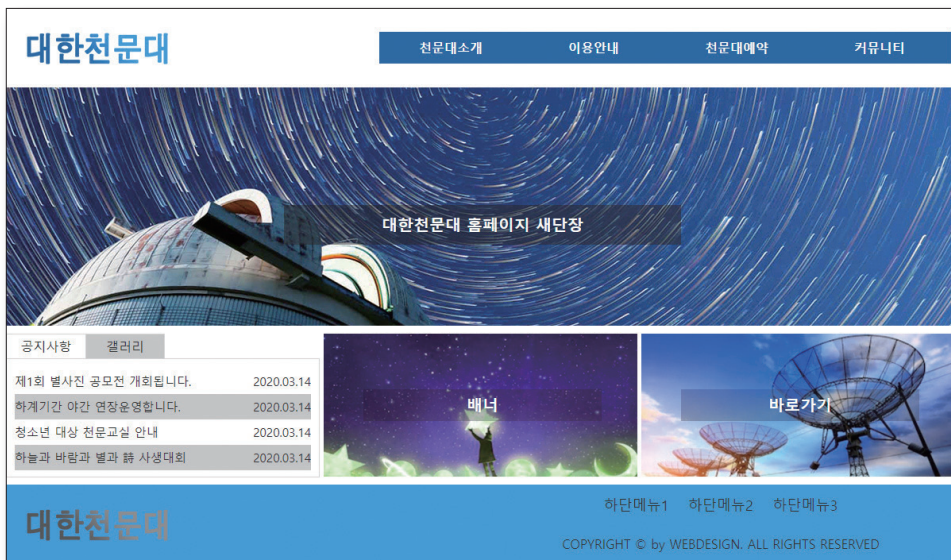 대한천문대
천문대소개 이용안내 천문대예약 커뮤니티
대한천문대 홈페이지 새단장
공지사항 갤러리
제1회 별사진 공모전 개회됩니다. 2020.03.14
하계기간 야간 연장운영합니다. 2020.03.14
청소년 대상 천문교실 안내 2020.03.14
하늘과 바람과 별과 詩 사생대회 2020.03.14
배너
바로가기
대한천문대
하단메뉴1 하단메뉴2 하단메뉴3
COPYRIGHT © by WEBDESIGN. ALL RIGHTS RESERVED